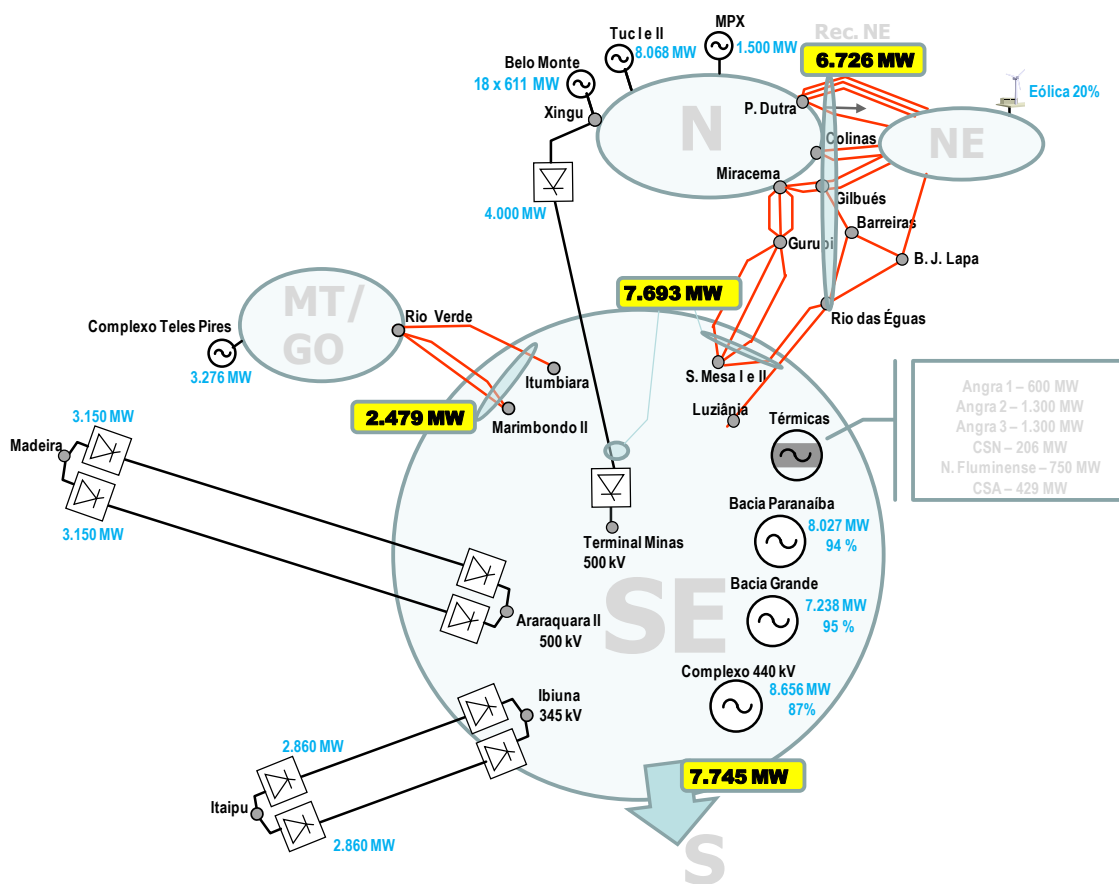 MPX
1.500 MW
Tuc I e II
8.068 MW
Rec. NE
6.726 MW
Belo Monte
18 x 611 MW
Xingu
N
P. Dutra
Eólica 20%
NE
Colinas
Miracema
Gilbués
4.000 MW
Barreiras
Gurupi
B. J. Lapa
7.693 MW
MT/
GO
Rio Verde
Rio das Éguas
Complexo Teles Pires
3.276 MW
Itumbiara
S. Mesa I e II
2.479 MW
Marimbondo II
Luziânia
Térmicas
Angra 1 – 600 MW
Angra 2 – 1.300 MW
Angra 3 – 1.300 MW
CSN – 206 MW
N. Fluminense – 750 MW
CSA – 429 MW
3.150 MW
Madeira
3.150 MW
Terminal Minas
500 kV
Bacia Paranaíba
8.027 MW
94 %
SE
Bacia Grande
7.238 MW
95 %
Araraquara II
500 kV
Complexo 440 kV
8.656 MW
87%
Ibiuna
345 kV
2.860 MW
Itaipu
2.860 MW
7.745 MW
S